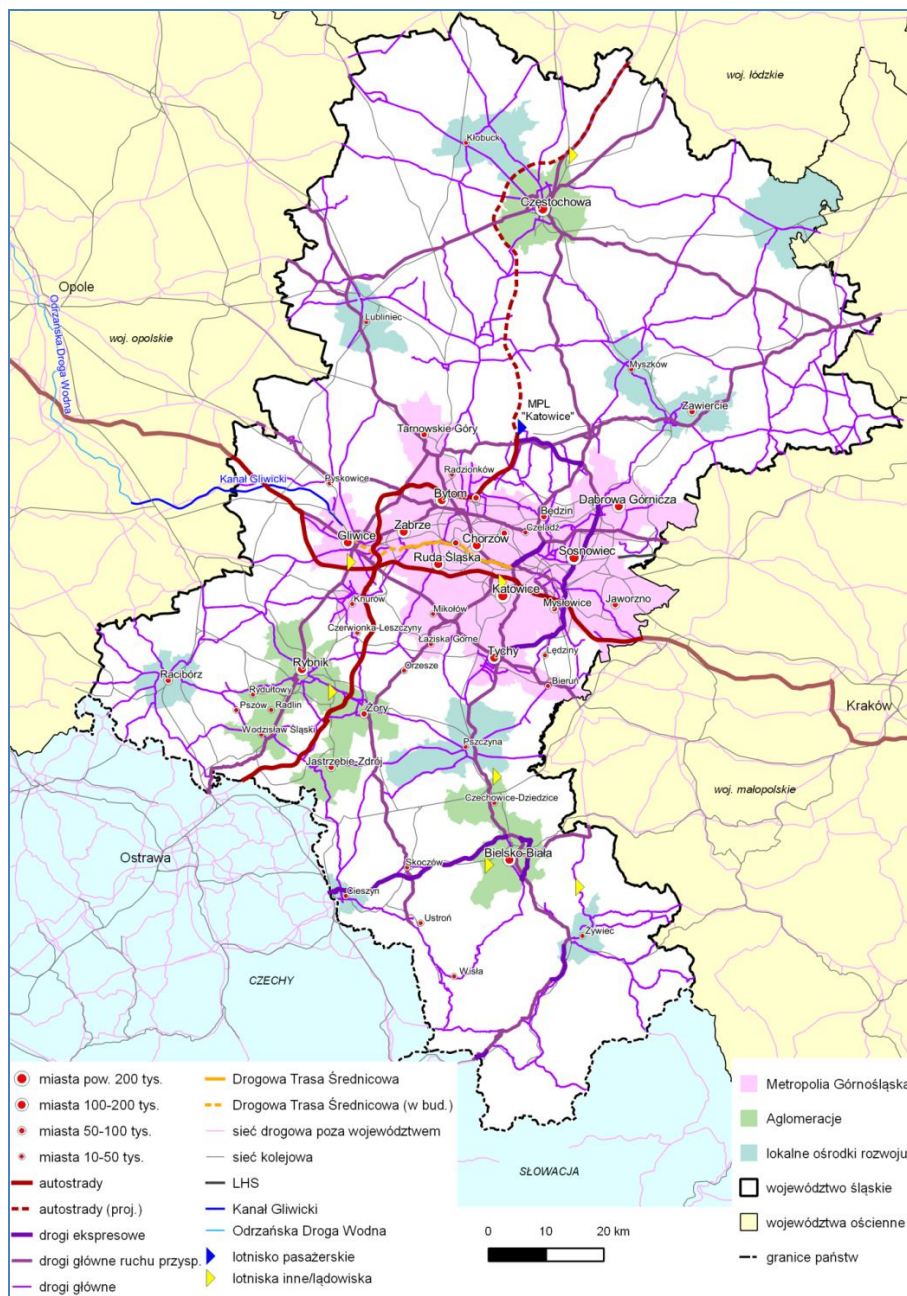 woj. łódzkie
Kłobuck
Częstochowa
Opole
Odrzańska Droga Wodna
woj. opolskie
Lubliniec
Myszków
Zawiercie
MPL
"Katowice"
Tarnowskie Góry
Radzionków
Kanał Gliwicki
Pyskowice
Bytom
Dąbrowa Górnicza
Będzin
Zabrze
Czeladź
Gliwice
Chorzów
Sosnowiec
Ruda Śląska
Katowice
Knurów
Mysłowice
Jaworzno
Mikołów
Czerwionka-Leszczyny
Łaziska Górne
Tychy
Lędziny
Rybnik
Orzesze
Racibórz
Bieruń
Rydułtowy
Kraków
Pszów
Radlin
Żory
Wodzisław Śląski
Pszczyna
Jastrzębie-Zdrój
woj. małopolskie
Czechowice-Dziedzice
Ostrawa
Bielsko-Biała
Skoczów
Cieszyn
Ustroń
Żywiec
Wisła
CZECHY
SŁOWACJA
miasta pow. 200 tys.
miasta 100-200 tys.
miasta 50-100 tys.
miasta 10-50 tys.
autostrady
autostrady (proj.)
drogi ekspresowe
drogi główne ruchu przysp.
drogi główne
Drogowa Trasa Średnicowa
Drogowa Trasa Średnicowa (w bud.)
sieć drogowa poza województwem
sieć kolejowa
LHS
Kanał Gliwicki
Odrzańska Droga Wodna
lotnisko pasażerskie
lotniska inne/lądowiska
0 10 20 km
Metropolia Górnośląska
Aglomeracje
lokalne ośrodki rozwoju
województwo śląskie
województwa ościenne
granice państw